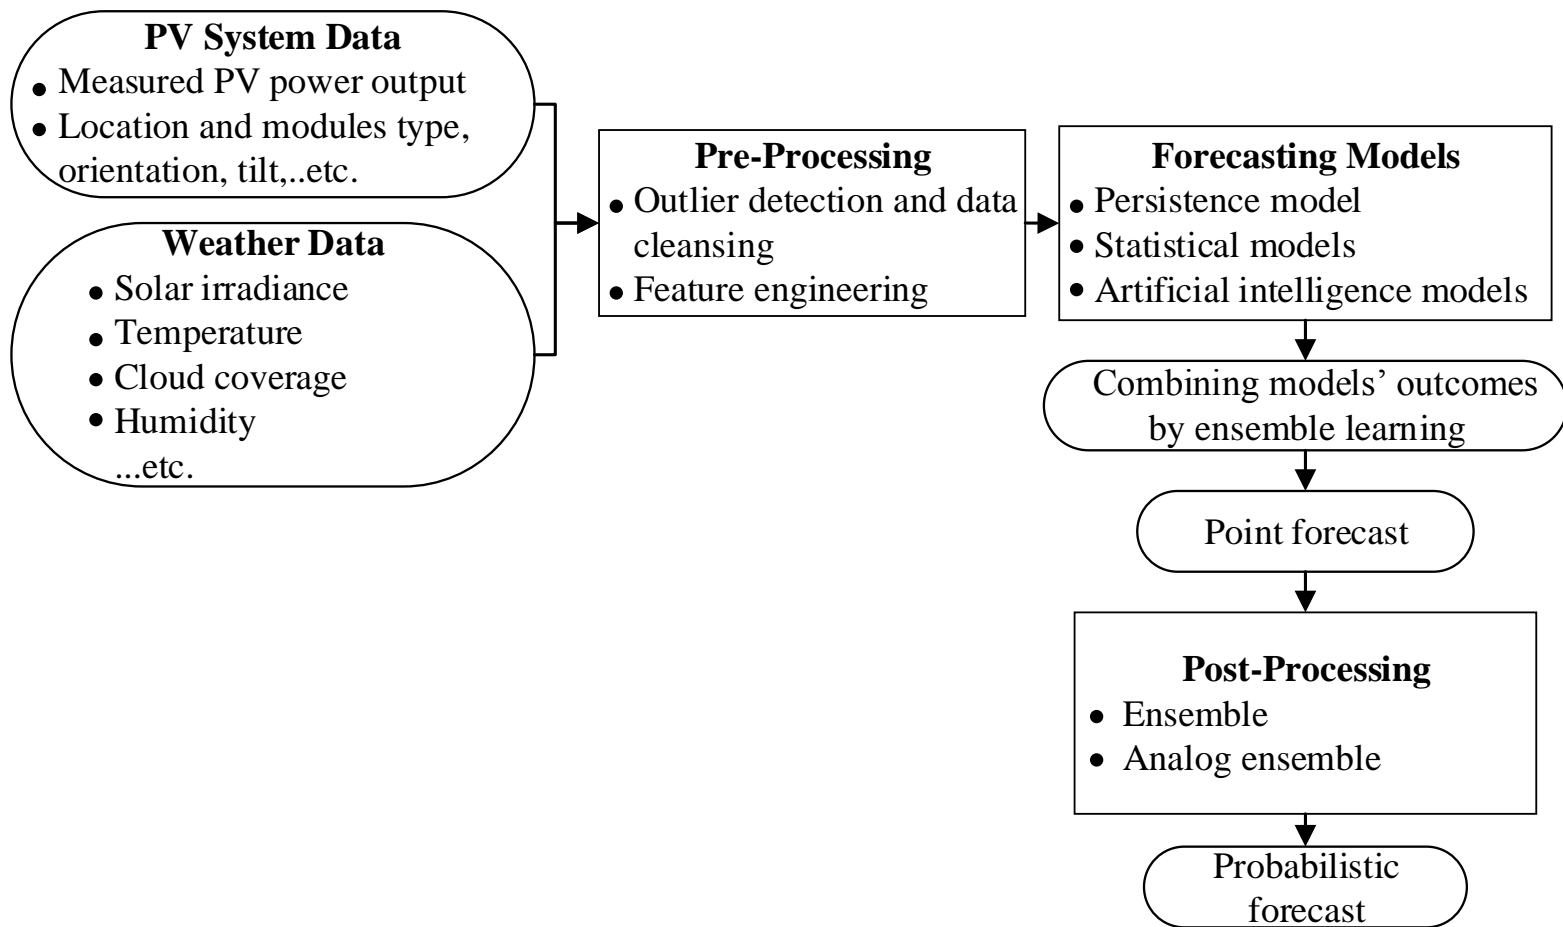 PV System Data
• Measured PV power output
• Location and modules type,
orientation, tilt,..etc.
Weather Data
• Solar irradiance
• Temperature
• Cloud coverage
• Humidity
...etc.
Pre-Processing
• Outlier detection and data
cleansing
• Feature engineering
Forecasting Models
• Persistence model
• Statistical models
• Artificial intelligence models
Combining models’ outcomes
by ensemble learning
Point forecast
Post-Processing
• Ensemble
• Analog ensemble
Probabilistic
forecast